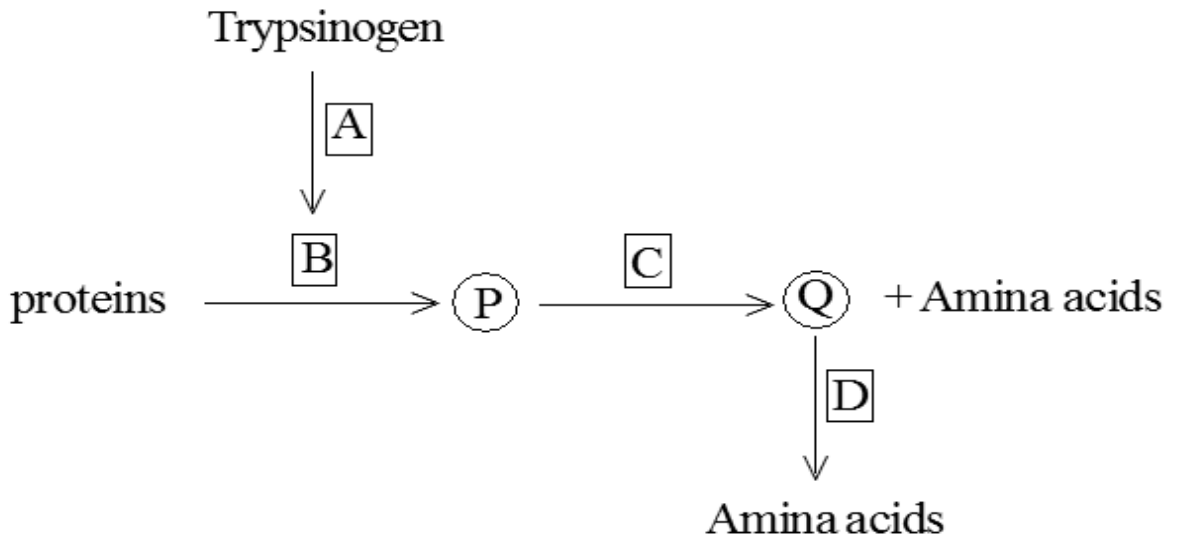 Trypsinogen
A
B
C
proteins
P
Q
+ Amina acids
D
Amina acids